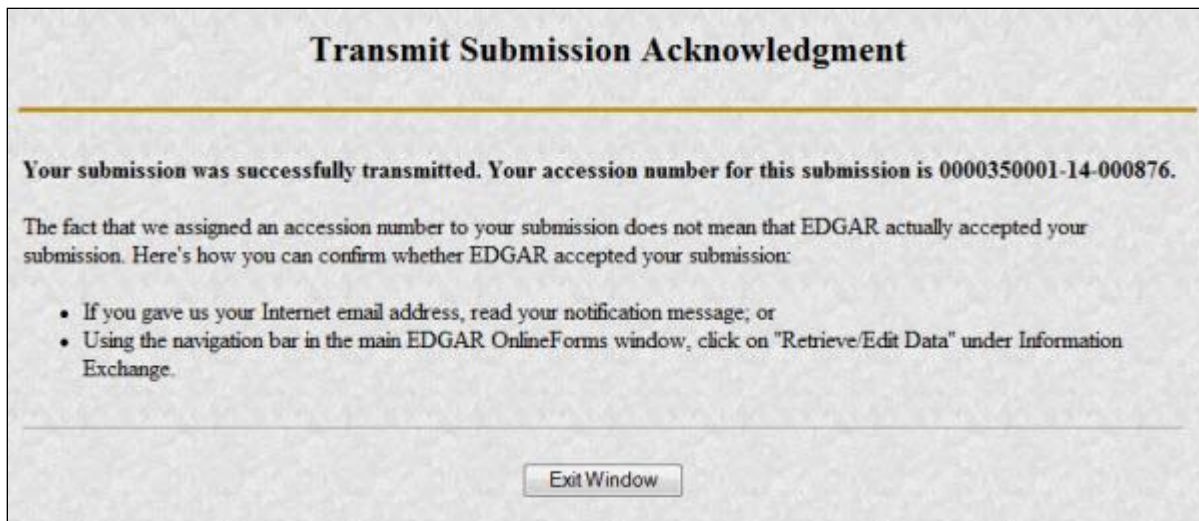 Transmit Submission Acknowledgment
Your submission was successfully transmitted. Your accession number for this submission is 0000350001-14-000876.
The fact that we assigned an accession number to your submission does not mean that EDGAR actually accepted your
submission. Here's how you can confirm whether EDGAR accepted your submission:
• If you gave us your Internet email address, read your notification message; or
• Using the navigation bar in the main EDGAR OnlineForms window, click on "Retrieve/Edit Data" under Information
Exchange.
Exit Window